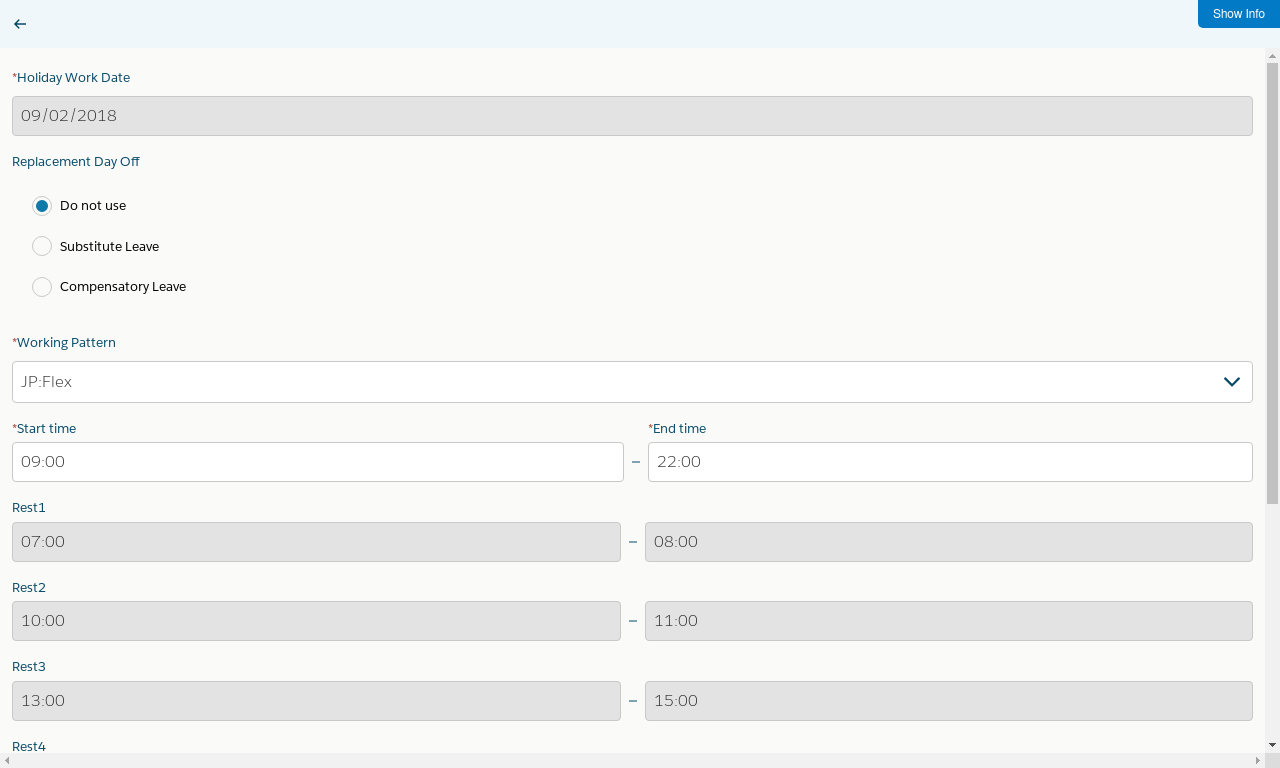 Show Info
*Holiday Work Date
09/02/2018
Replacement Day Off
Do not use
Substitute Leave
Compensatory Leave
*Working Pattern
JP:Flex
*Start time
*End time
09:00 – 22:00
Rest1
07:00 – 08:00
Rest2
10:00 – 11:00
Rest3
13:00 – 15:00
Rest4